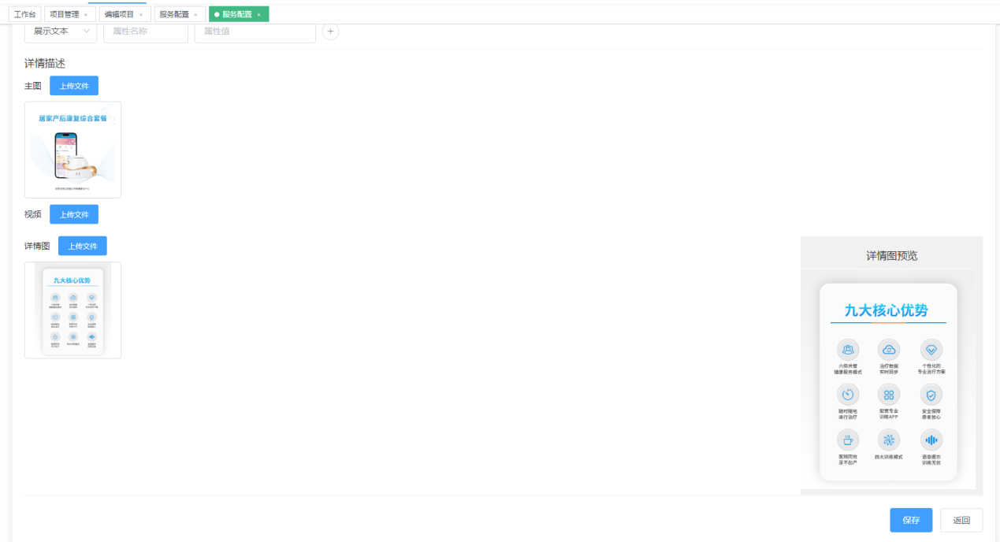 工作台 项目管理 × 编辑项目 × 服务配置 × 服务配置 ×
展示文本 属性名称 属性值
详情描述
主图 上传文件
居家产后康复综合套餐
视频 上传文件
详情图 上传文件
九大核心优势
详情图预览
九大核心优势
六师共管 治疗数据 个性化的
健康服务模式 实时同步 专业治疗方案
随时随地 配置专业 安全保障
进行治疗 训练APP 患者放心
医院同效 四大训练模式 语音提示
足不出户 训练无忧
保存 返回